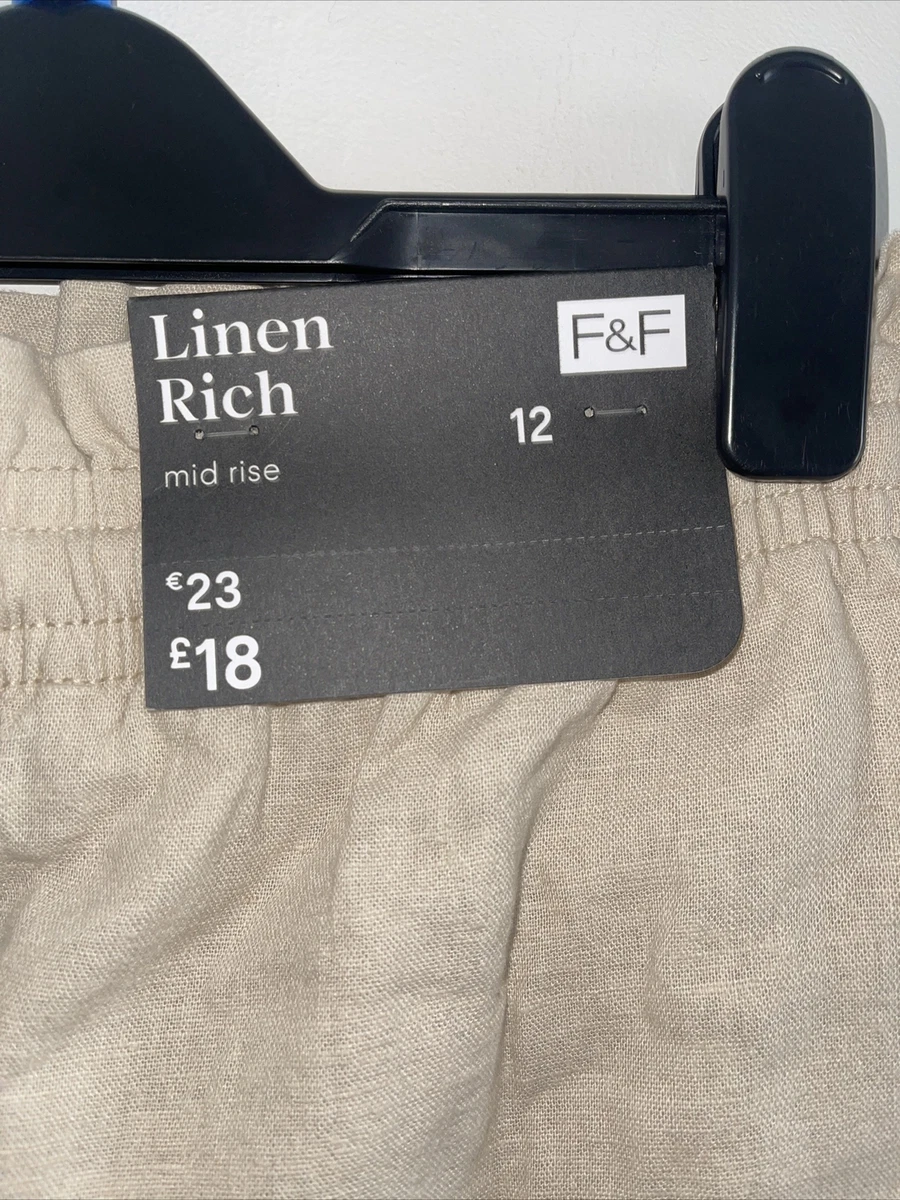 Linen
Rich
F&F
12
mid rise
€23
£18